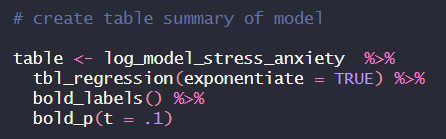 # create table summary of model
table <- log_model_stress_anxiety  %>%
  tbl_regression(exponentiate = TRUE) %>%
  bold_labels() %>%
  bold_p(t = .1)